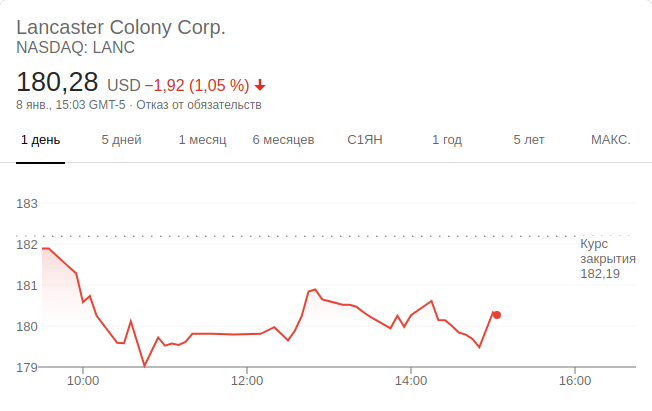 Lancaster Colony Corp.
NASDAQ: LANC
180,28 USD −1,92 (1,05 %)
8 янв., 15:03 GMT-5 · Отказ от обязательств
1 день 5 дней 1 месяц 6 месяцев С1ЯН 1 год 5 лет МАКС.
183
182
181
180
179
Курс
закрытия
182,19
10:00 12:00 14:00 16:00